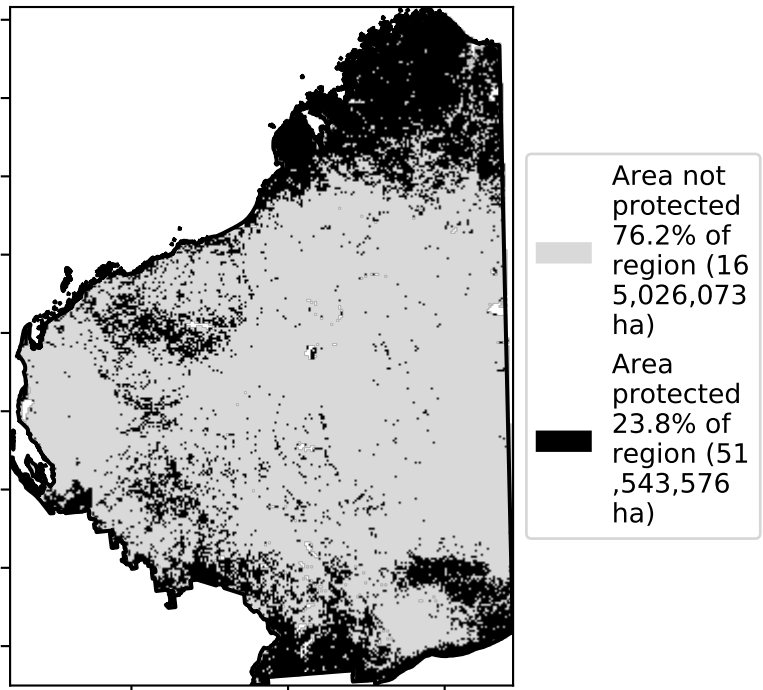 Area not
protected
76.2% of
region (16
5,026,073
ha)
Area
protected
23.8% of
region (51
,543,576
ha)